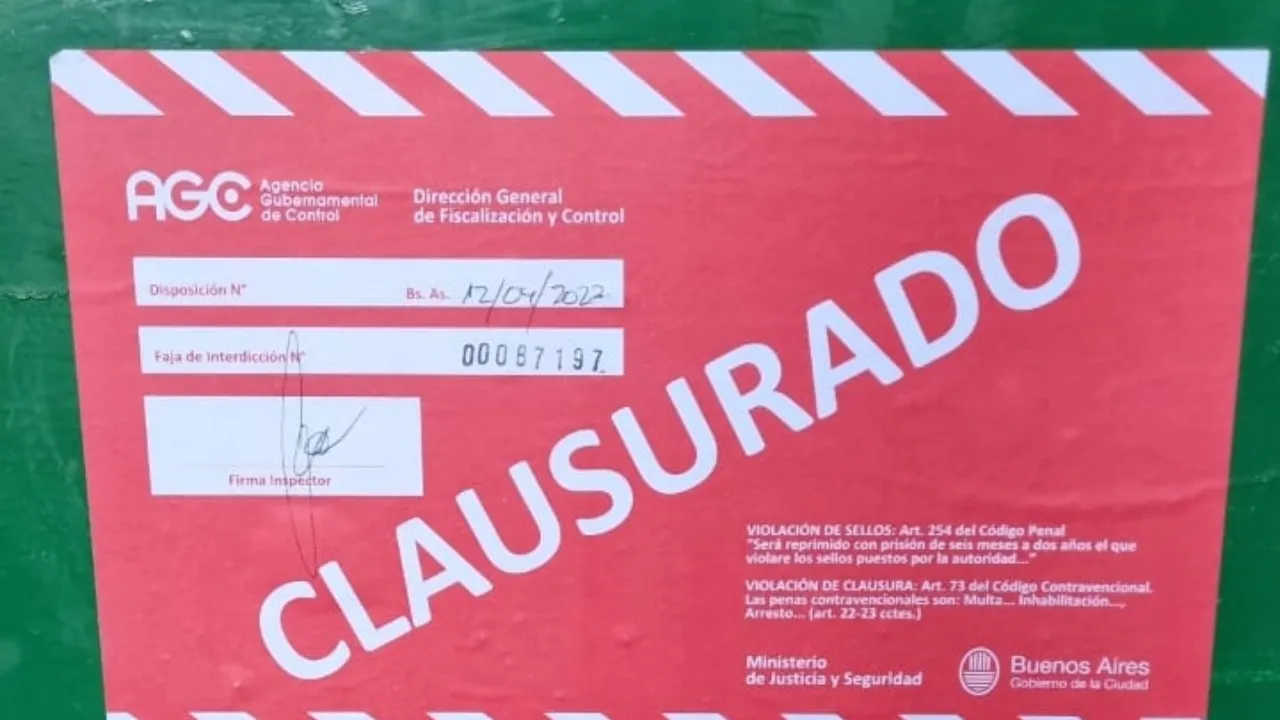 AGC Agencia
Gubernamental
de Control
Dirección General
de Fiscalización y Control
Disposición N° Bs. As. 12/04/2022
Faja de Interdicción N° 00087197
Firma Inspector
CLAUSURADO
VIOLACIÓN DE SELLOS: Art. 254 del Código Penal
"Será reprimido con prisión de seis meses a dos años el que
violare los sellos puestos por la autoridad..."
VIOLACIÓN DE CLAUSURA: Art. 73 del Código Contravencional.
Las penas contravencionales son: Multa... Inhabilitación...,
Arresto... (art. 22-23 cctes.)
Ministerio
de Justicia y Seguridad
Buenos Aires
Gobierno de la Ciudad